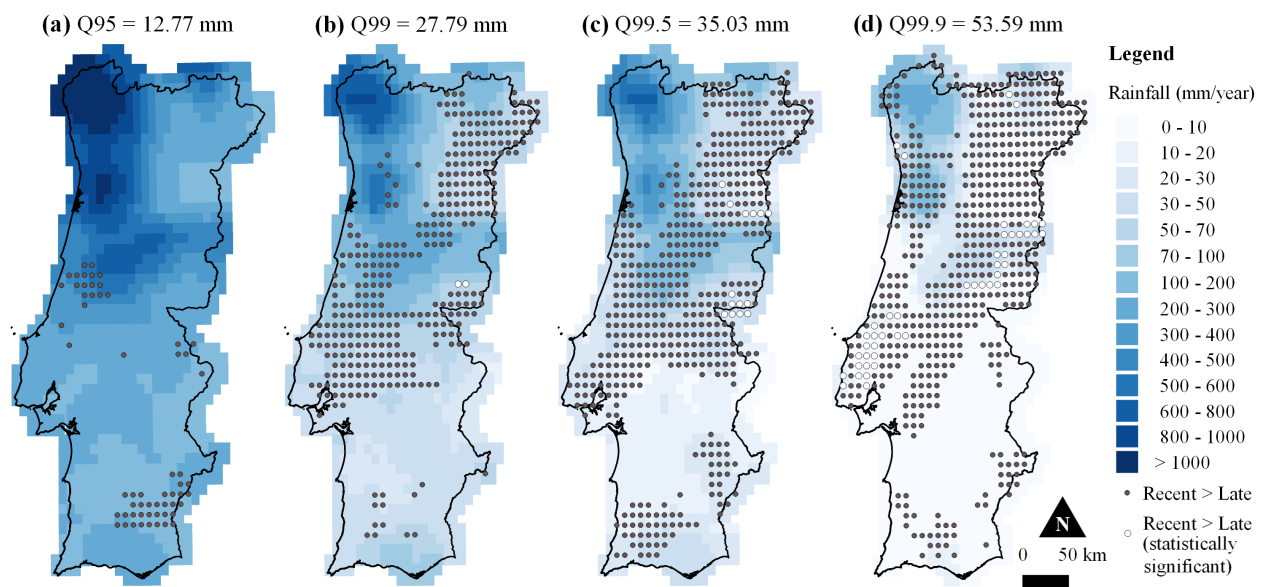 (a) Q95 = 12.77 mm
(b) Q99 = 27.79 mm
(c) Q99.5 = 35.03 mm
(d) Q99.9 = 53.59 mm
Legend
Rainfall (mm/year)
0 - 10
10 - 20
20 - 30
30 - 50
50 - 70
70 - 100
100 - 200
200 - 300
300 - 400
400 - 500
500 - 600
600 - 800
800 - 1000
> 1000
Recent > Late
Recent > Late
(statistically
significant)
N
0 50 km